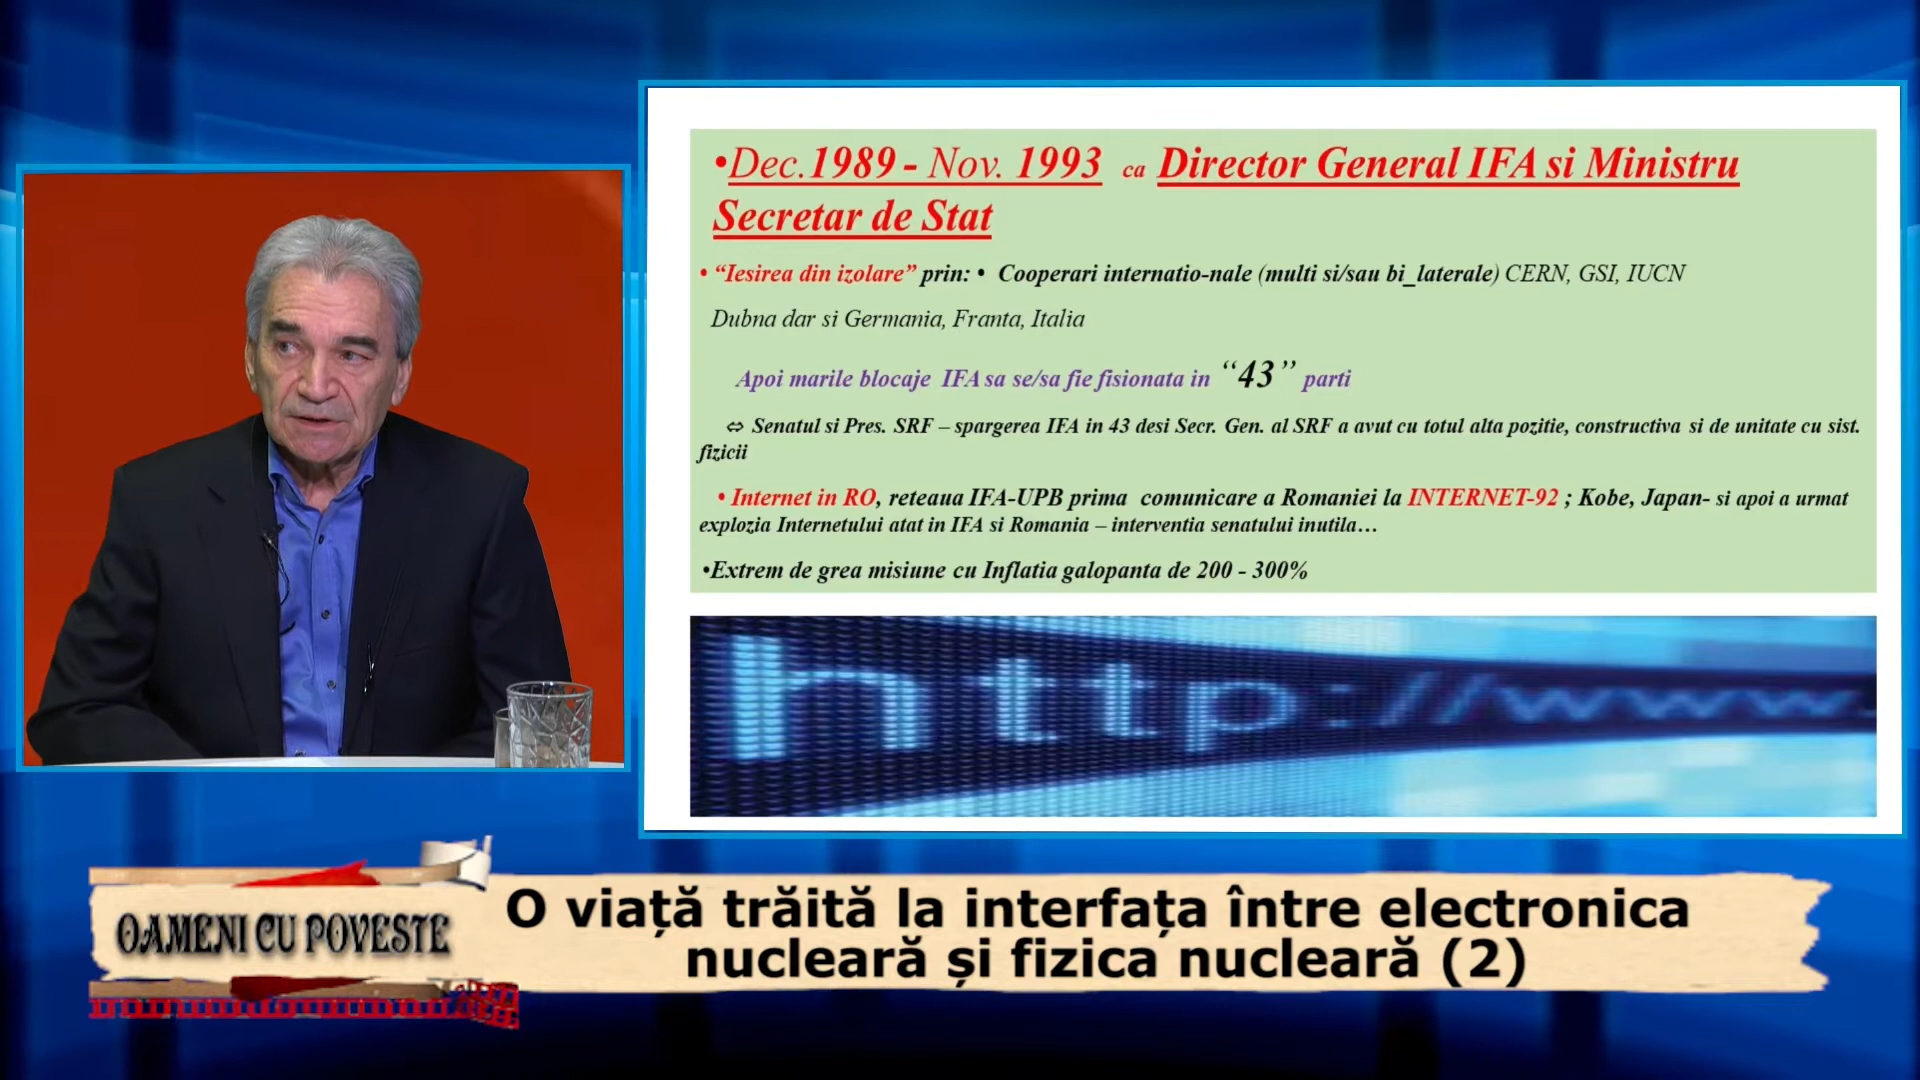 •Dec.1989 - Nov. 1993 ca Director General IFA si Ministru
Secretar de Stat
• “Iesirea din izolare” prin: • Cooperari internatio-nale (multi si/sau bi_laterale) CERN, GSI, IUCN
Dubna dar si Germania, Franta, Italia
Apoi marile blocaje IFA sa se/sa fie fisionata in “43” parti
⇔ Senatul si Pres. SRF – spargerea IFA in 43 desi Secr. Gen. al SRF a avut cu totul alta pozitie, constructiva si de unitate cu sist.
fizicii
• Internet in RO, reteaua IFA-UPB prima comunicare a Romaniei la INTERNET-92 ; Kobe, Japan- si apoi a urmat
explozia Internetului atat in IFA si Romania – interventia senatului inutila…
•Extrem de grea misiune cu Inflatia galopanta de 200 - 300%
http://www.
OAMENI CU POVESTE
O viață trăită la interfața între electronica
nucleară și fizica nucleară (2)